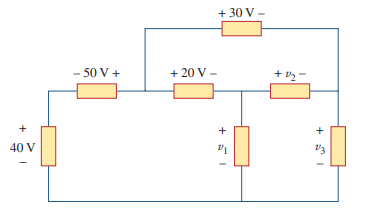 + 30 V –
– 50 V +
+ 20 V –
+ v₂ –
+
40 V
–
+
v₁
–
+
v₃
–